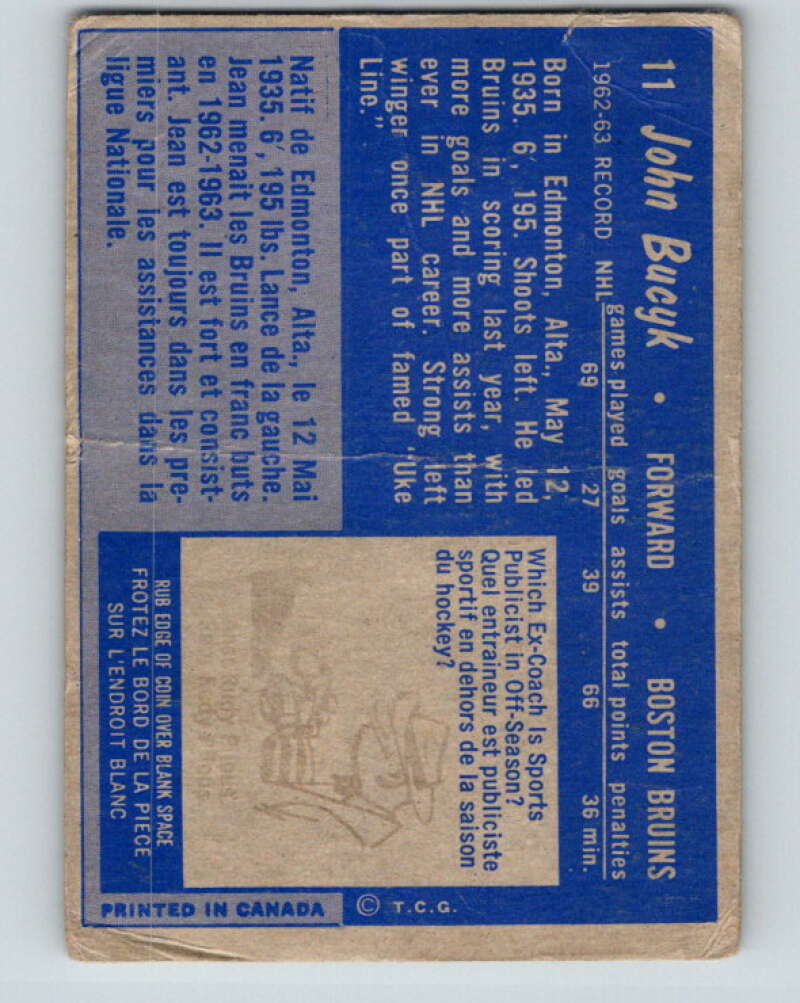 11 John Bucyk • FORWARD • BOSTON BRUINS
games played goals assists total points penalties
1962-63 RECORD NHL 69 27 39 66 36 min.
Born in Edmonton, Alta., May 12,
1935. 6', 195. Shoots left. He led
Bruins in scoring last year, with
more goals and more assists than
ever in NHL career. Strong left
winger once part of famed "Uke
Line."
Natif de Edmonton, Alta., le 12 Mai
1935. 6', 195 lbs. Lance de la gauche.
Jean menait les Bruins en franc buts
en 1962-1963. Il est fort et consist-
ant. Jean est toujours dans les pre-
miers pour les assistances dans la
ligue Nationale.
Which Ex-Coach Is Sports
Publicist in Off-Season?
Quel entraineur est publiciste
sportif en dehors de la saison
du hockey?
RUB EDGE OF COIN OVER BLANK SPACE
FROTEZ LE BORD DE LA PIECE
SUR L'ENDROIT BLANC
PRINTED IN CANADA
© T.C.G.